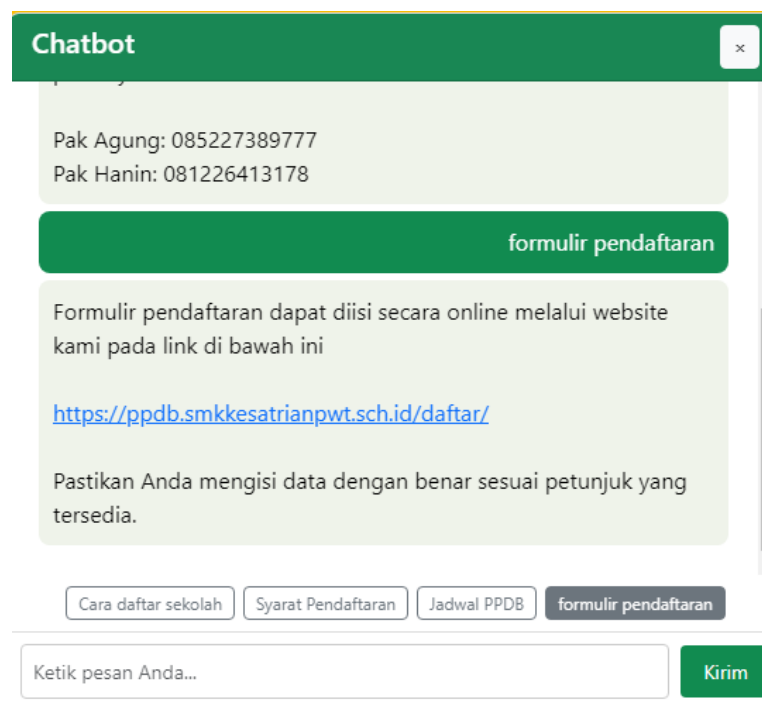 Chatbot
×
Pak Agung: 085227389777
Pak Hanin: 081226413178
formulir pendaftaran
Formulir pendaftaran dapat diisi secara online melalui website
kami pada link di bawah ini
https://ppdb.smkkesatrianpwt.sch.id/daftar/
Pastikan Anda mengisi data dengan benar sesuai petunjuk yang
tersedia.
Cara daftar sekolah Syarat Pendaftaran Jadwal PPDB formulir pendaftaran
Ketik pesan Anda... Kirim